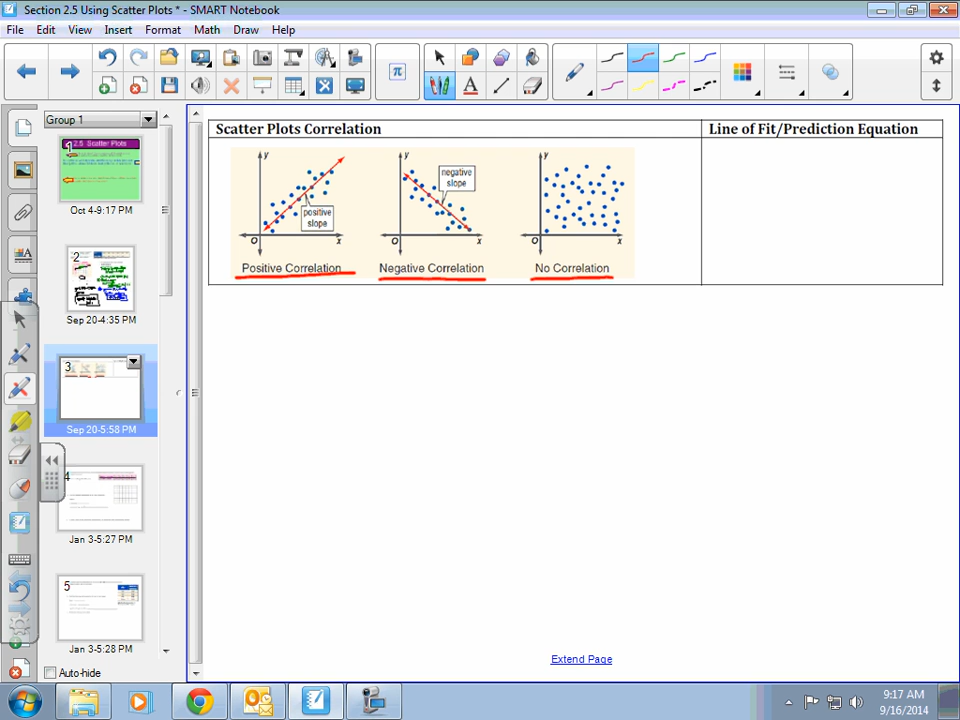 Section 2.5 Using Scatter Plots * - SMART Notebook
File Edit View Insert Format Math Draw Help
π
A
Group 1
1
2.5 Scatter Plots
Oct 4-9:17 PM
2
Sep 20-4:35 PM
3
Sep 20-5:58 PM
4
Jan 3-5:27 PM
5
Jan 3-5:28 PM
Auto-hide
Scatter Plots Correlation
Line of Fit/Prediction Equation
y
positive
slope
O
x
Positive Correlation
y
negative
slope
O
x
Negative Correlation
y
O
x
No Correlation
Extend Page
9:17 AM
9/16/2014